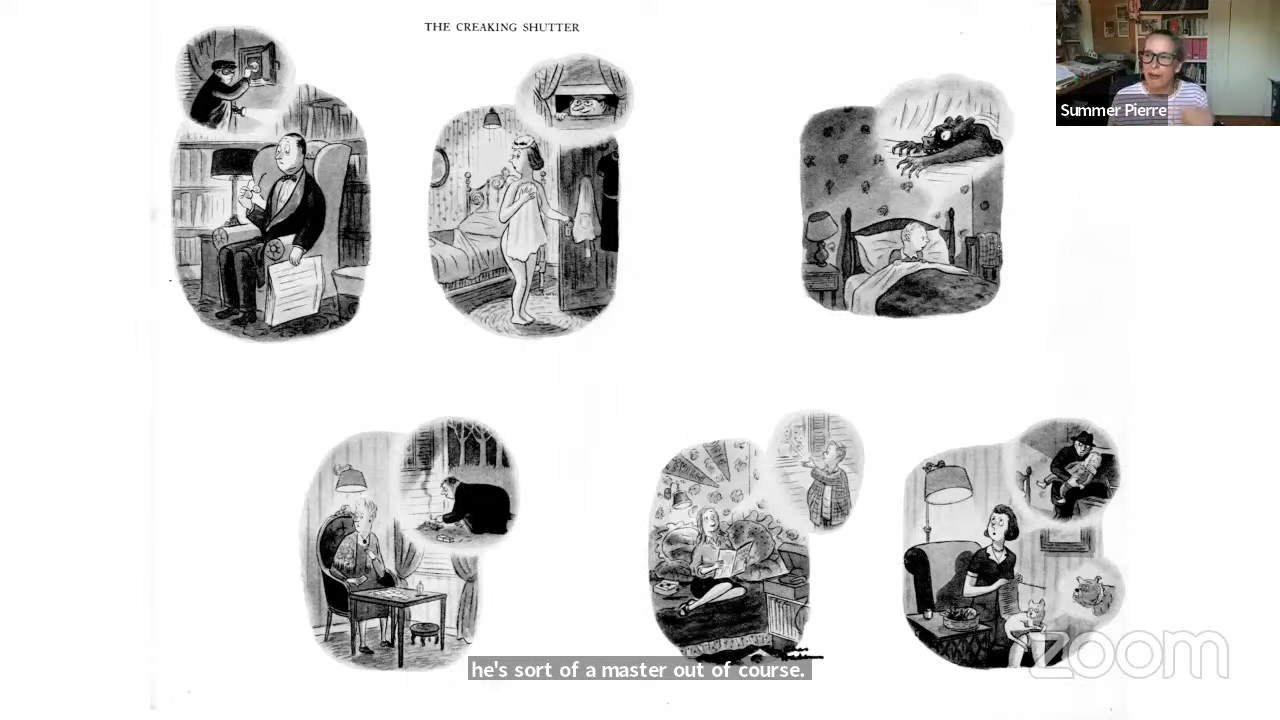 THE CREAKING SHUTTER
Summer Pierre
he's sort of a master out of course.
zoom